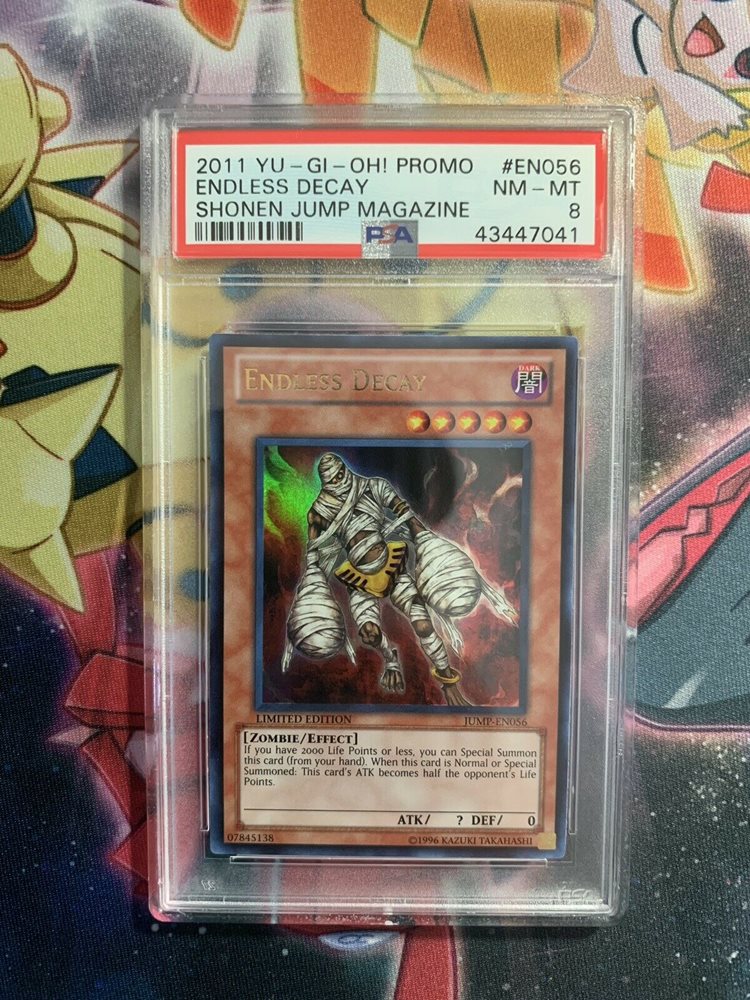 2011 YU-GI-OH! PROMO #EN056
ENDLESS DECAY NM-MT
SHONEN JUMP MAGAZINE 8
PSA 43447041
ENDLESS DECAY
DARK
闇
LIMITED EDITION JUMP-EN056
[ZOMBIE/EFFECT]
If you have 2000 Life Points or less, you can Special Summon
this card (from your hand). When this card is Normal or Special
Summoned: This card's ATK becomes half the opponent's Life
Points.
ATK/ ? DEF/ 0
07845138 ©1996 KAZUKI TAKAHASHI